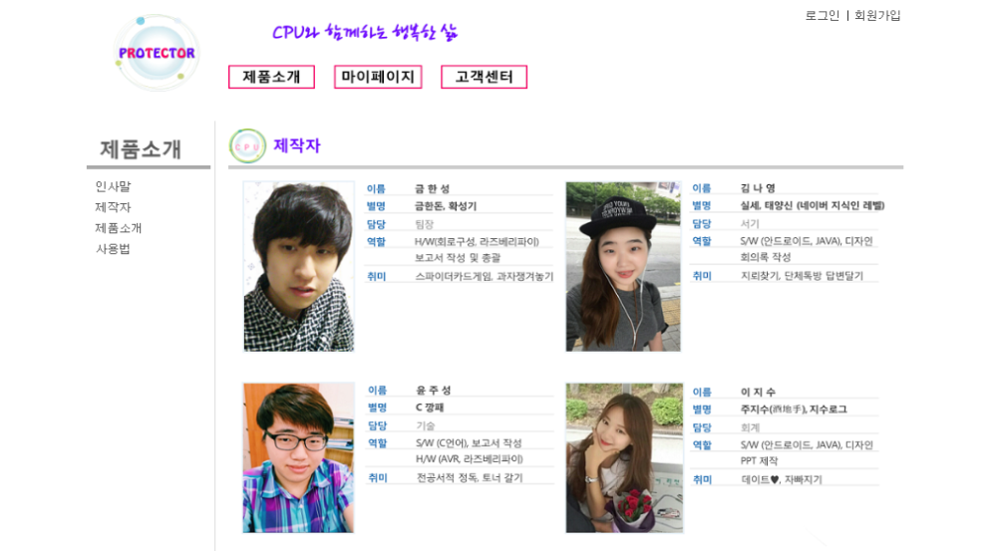 로그인 | 회원가입
PROTECTOR
CPU와 함께하는 행복한 삶
제품소개
마이페이지
고객센터
제품소개
인사말
제작자
제품소개
사용법
CPU
제작자
이름 금 한 성
별명 금한돈, 확성기
담당 팀장
역할 H/W(회로구성, 라즈베리파이)
보고서 작성 및 총괄
취미 스파이더카드게임, 과자쟁겨놓기
이름 김 나 영
별명 실세, 태양신 (네이버 지식인 레벨)
담당 서기
역할 S/W (안드로이드, JAVA), 디자인
회의록 작성
취미 지뢰찾기, 단체톡방 답변달기
이름 윤 주 성
별명 C 깡패
담당 기술
역할 S/W (C언어), 보고서 작성
H/W (AVR, 라즈베리파이)
취미 전공서적 정독, 토너 갈기
이름 이 지 수
별명 주지수(酒地手), 지수로그
담당 회계
역할 S/W (안드로이드, JAVA), 디자인
PPT 제작
취미 데이트♥, 자빠지기